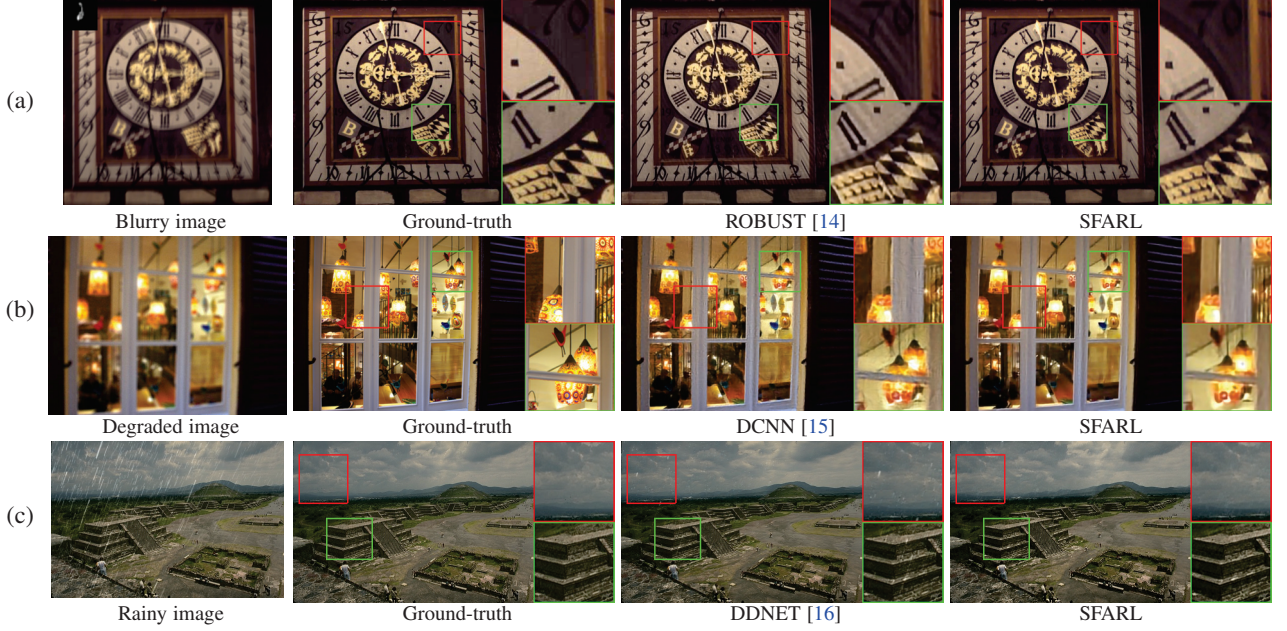 (a)
Blurry image
Ground-truth
ROBUST [14]
SFARL
(b)
Degraded image
Ground-truth
DCNN [15]
SFARL
(c)
Rainy image
Ground-truth
DDNET [16]
SFARL